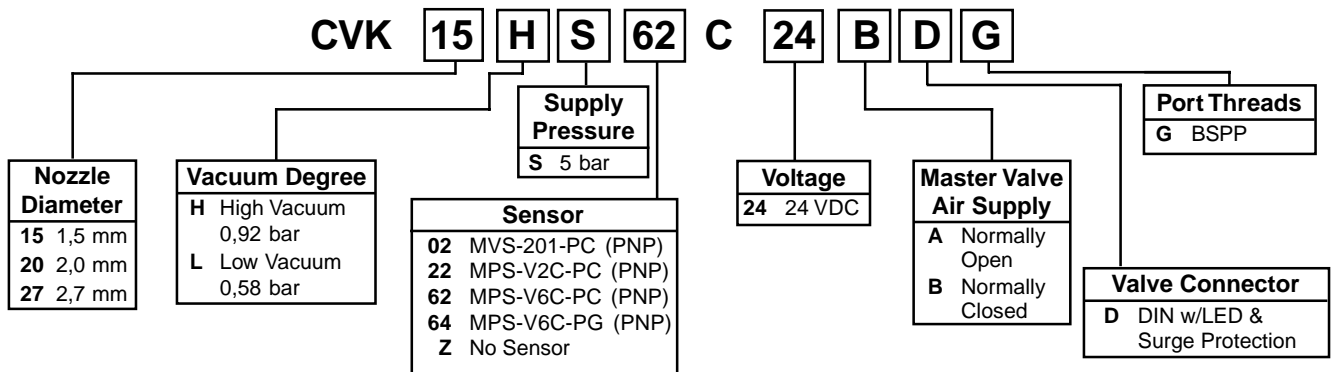 CVK 15 H S 62 C 24 B D G
Nozzle
Diameter
15 1,5 mm
20 2,0 mm
27 2,7 mm
Vacuum Degree
H High Vacuum
0,92 bar
L Low Vacuum
0,58 bar
Supply
Pressure
S 5 bar
Sensor
02 MVS-201-PC (PNP)
22 MPS-V2C-PC (PNP)
62 MPS-V6C-PC (PNP)
64 MPS-V6C-PG (PNP)
Z No Sensor
Voltage
24 24 VDC
Master Valve
Air Supply
A Normally
Open
B Normally
Closed
Valve Connector
D DIN w/LED &
Surge Protection
Port Threads
G BSPP